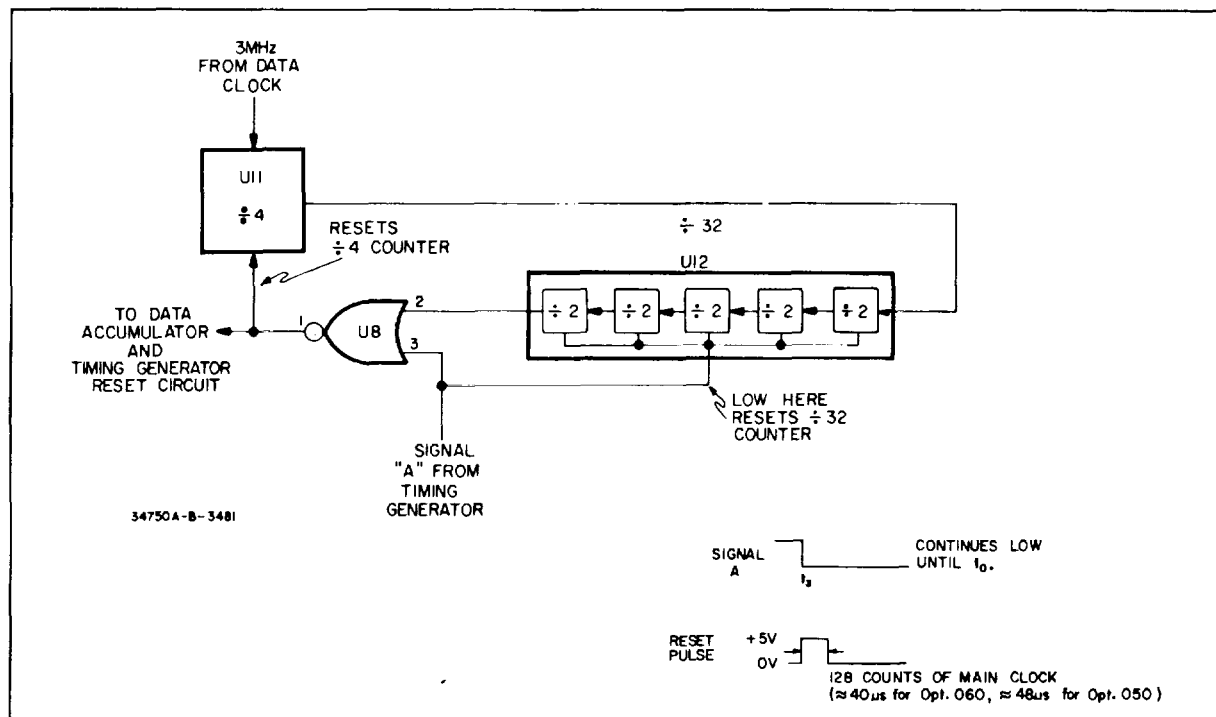 3MHz
FROM DATA
CLOCK
U11
÷4
RESETS
÷4 COUNTER
÷ 32
U12
÷ 2
÷ 2
÷ 2
÷ 2
÷ 2
TO DATA
ACCUMULATOR
AND
TIMING GENERATOR
RESET CIRCUIT
1
U8
2
3
LOW HERE
RESETS ÷ 32
COUNTER
SIGNAL
"A" FROM
TIMING
GENERATOR
34750A-B-3481
SIGNAL
A
t₃
CONTINUES LOW
UNTIL t₀.
RESET
PULSE
+5V
0V
128 COUNTS OF MAIN CLOCK
(≈40µs for Opt. 060, ≈ 48µs for Opt. 050)